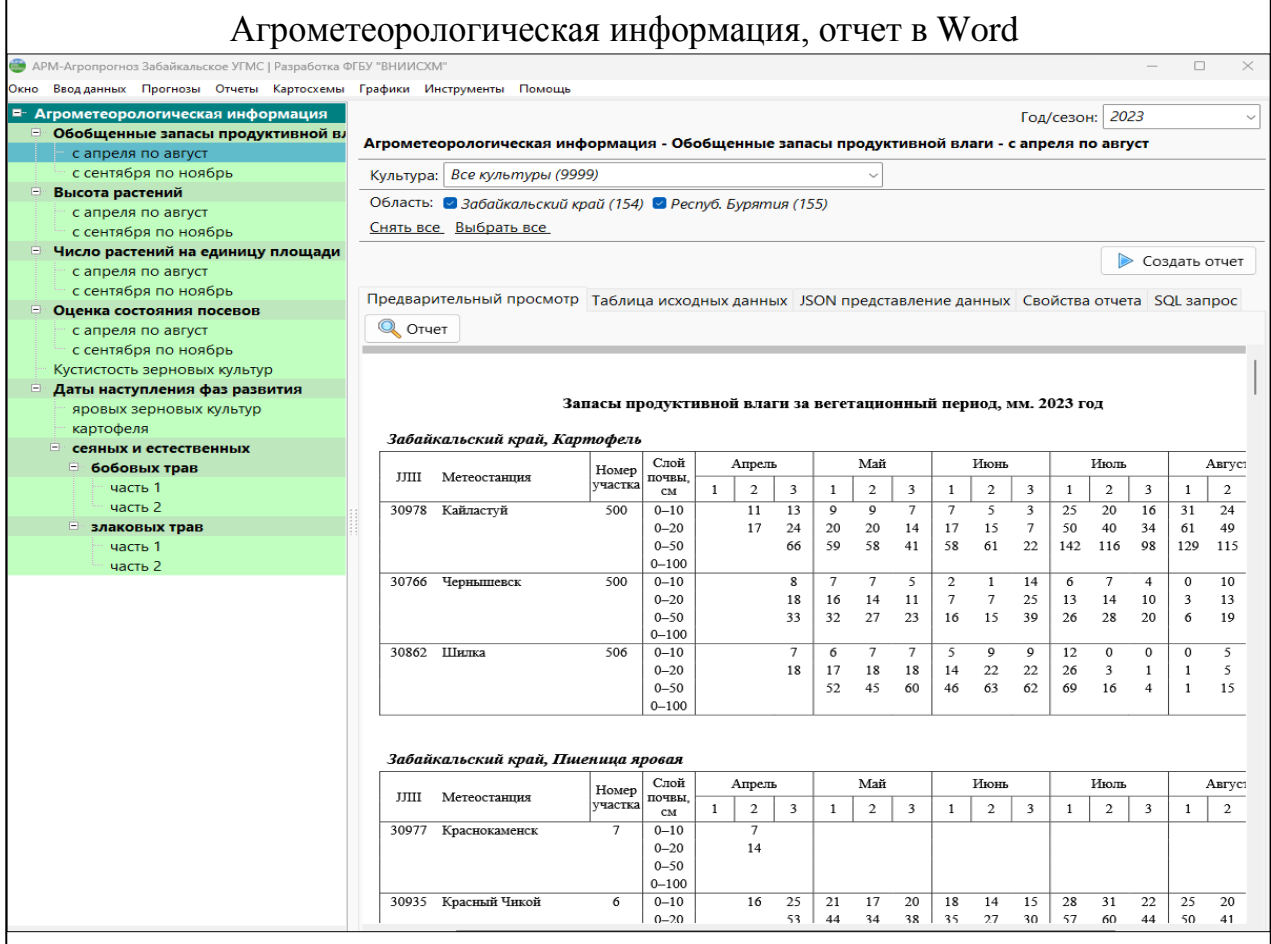 Агрометеорологическая информация, отчет в Word
АРМ-Агропрогноз Забайкальское УГМС | Разработка ФГБУ "ВНИИСХМ"
Окно Ввод данных Прогнозы Отчеты Картосхемы Графики Инструменты Помощь
Агрометеорологическая информация
Обобщенные запасы продуктивной вл
с апреля по август
с сентября по ноябрь
Высота растений
с апреля по август
с сентября по ноябрь
Число растений на единицу площади
с апреля по август
с сентября по ноябрь
Оценка состояния посевов
с апреля по август
с сентября по ноябрь
Кустистость зерновых культур
Даты наступления фаз развития
яровых зерновых культур
картофеля
сеяных и естественных
бобовых трав
часть 1
часть 2
злаковых трав
часть 1
часть 2
Год/сезон: 2023
Агрометеорологическая информация - Обобщенные запасы продуктивной влаги - с апреля по август
Культура: Все культуры (9999)
Область: Забайкальский край (154) Респуб. Бурятия (155)
Снять все Выбрать все
Создать отчет
Предварительный просмотр Таблица исходных данных JSON представление данных Свойства отчета SQL запрос
Отчет
Запасы продуктивной влаги за вегетационный период, мм. 2023 год
Забайкальский край, Картофель
JJIII Метеостанция Номер участка Слой почвы, см Апрель Май Июнь Июль Август
1 2 3 1 2 3 1 2 3 1 2 3 1 2
30978 Кайластуй 500 0–10 11 13 9 9 7 7 5 3 25 20 16 31 24
0–20 17 24 20 20 14 17 15 7 50 40 34 61 49
0–50 66 59 58 41 58 61 22 142 116 98 129 115
0–100
30766 Чернышевск 500 0–10 8 7 7 5 2 1 14 6 7 4 0 10
0–20 18 16 14 11 7 7 25 13 14 10 3 13
0–50 33 32 27 23 16 15 39 26 28 20 6 19
0–100
30862 Шилка 506 0–10 7 6 7 7 5 9 9 12 0 0 0 5
0–20 18 17 18 18 14 22 22 26 3 1 1 5
0–50 52 45 60 46 63 62 69 16 4 1 15
0–100
Забайкальский край, Пшеница яровая
JJIII Метеостанция Номер участка Слой почвы, см Апрель Май Июнь Июль Август
1 2 3 1 2 3 1 2 3 1 2 3 1 2
30977 Краснокаменск 7 0–10 7
0–20 14
0–50
0–100
30935 Красный Чикой 6 0–10 16 25 21 17 20 18 14 15 28 31 22 25 20
0–20 53 44 34 38 35 27 30 57 60 44 50 41